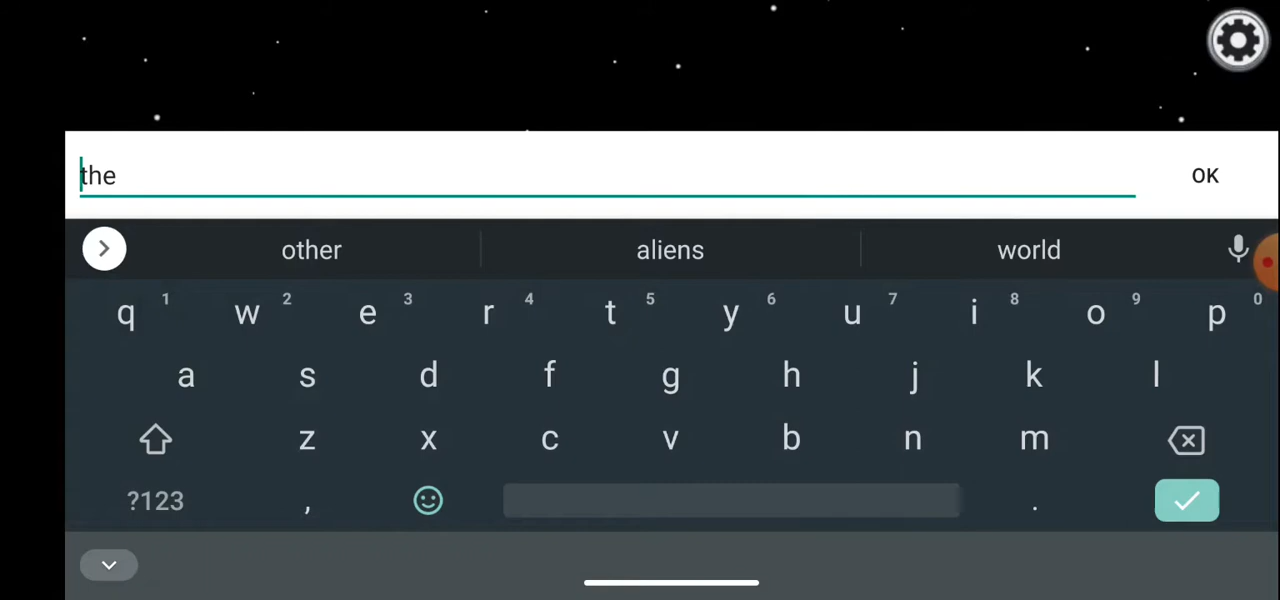 the
OK
other aliens world
q 1 w 2 e 3 r 4 t 5 y 6 u 7 i 8 o 9 p 0
a s d f g h j k l
z x c v b n m
?123 , .